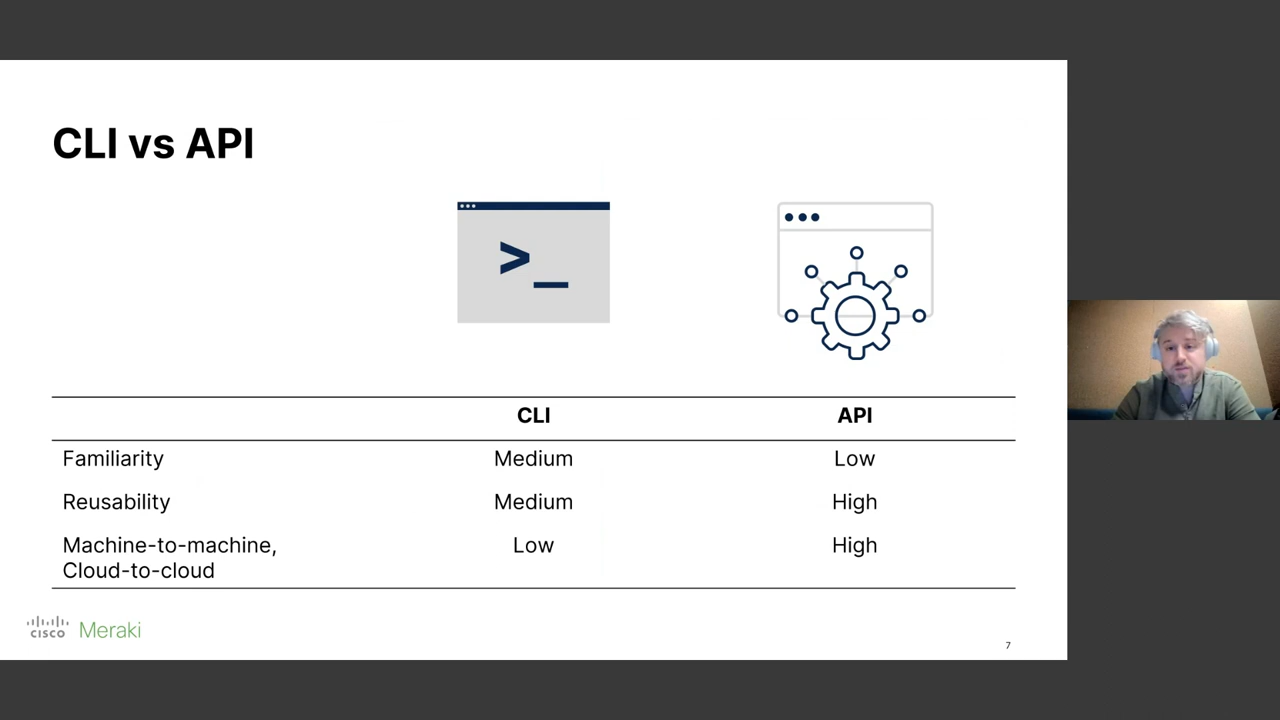 CLI vs API
>_
CLI API
Familiarity Medium Low
Reusability Medium High
Machine-to-machine, Low High
Cloud-to-cloud
CISCO Meraki
7